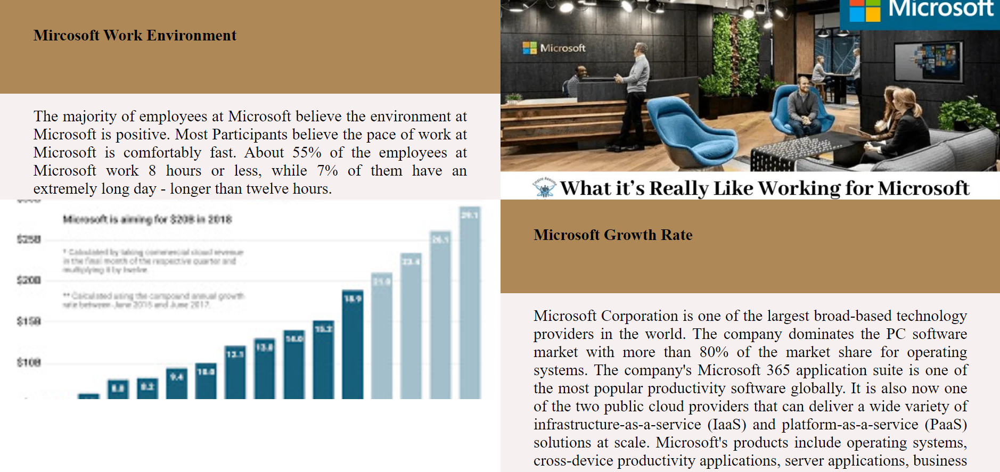 Mircosoft Work Environment
The majority of employees at Microsoft believe the environment at
Microsoft is positive. Most Participants believe the pace of work at
Microsoft is comfortably fast. About 55% of the employees at
Microsoft work 8 hours or less, while 7% of them have an
extremely long day - longer than twelve hours.
Microsoft
Microsoft
Empire Resume
What it's Really Like Working for Microsoft
Microsoft is aiming for $20B in 2018
* Calculated by taking commercial cloud revenue
in the final month of the respective quarter and
multiplying it by twelve.
** Calculated using the compound annual growth
rate between June 2015 and June 2017.
$25B
$20B
$15B
$10B
9.4
12.1
14.0
15.2
18.9
21.0
23.4
26.1
29.1
Microsoft Growth Rate
Microsoft Corporation is one of the largest broad-based technology
providers in the world. The company dominates the PC software
market with more than 80% of the market share for operating
systems. The company's Microsoft 365 application suite is one of
the most popular productivity software globally. It is also now one
of the two public cloud providers that can deliver a wide variety of
infrastructure-as-a-service (IaaS) and platform-as-a-service (PaaS)
solutions at scale. Microsoft's products include operating systems,
cross-device productivity applications, server applications, business